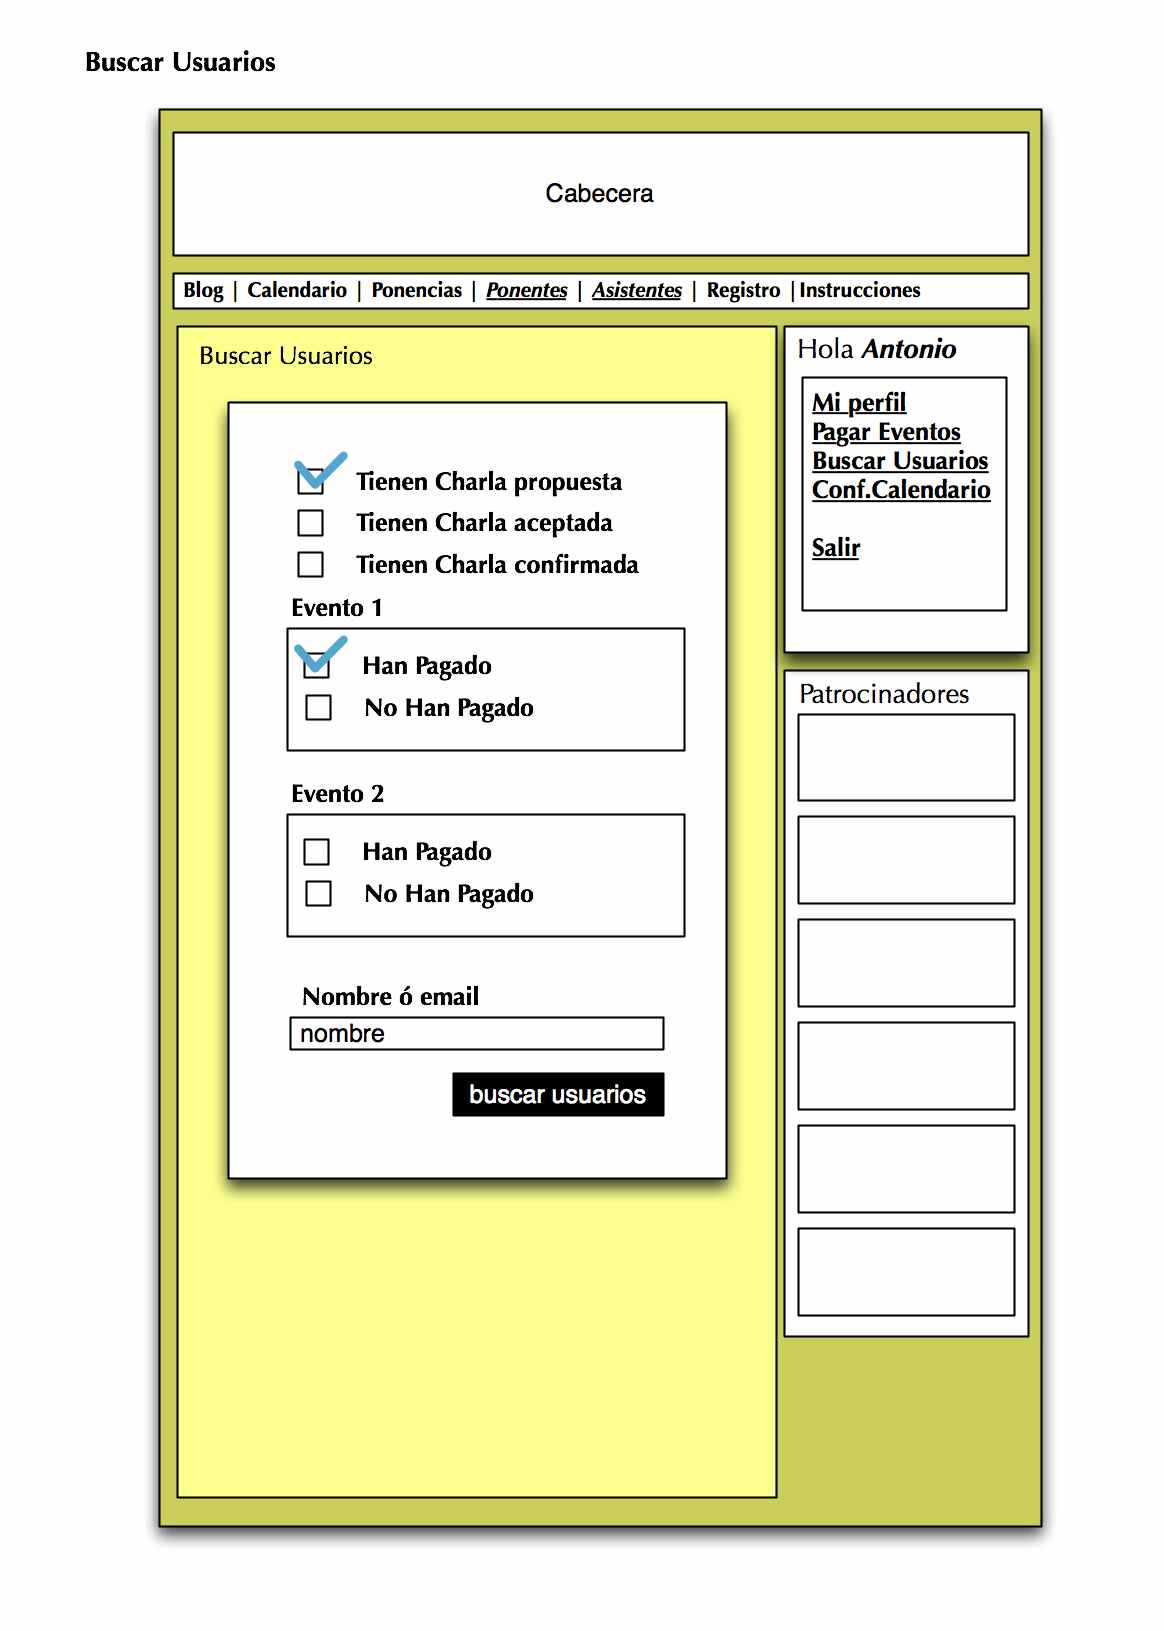 Buscar Usuarios
Cabecera
Blog | Calendario | Ponencias | Ponentes | Asistentes | Registro | Instrucciones
Buscar Usuarios
Tienen Charla propuesta
Tienen Charla aceptada
Tienen Charla confirmada
Evento 1
Han Pagado
No Han Pagado
Evento 2
Han Pagado
No Han Pagado
Nombre ó email
nombre
buscar usuarios
Hola Antonio
Mi perfil
Pagar Eventos
Buscar Usuarios
Conf.Calendario
Salir
Patrocinadores